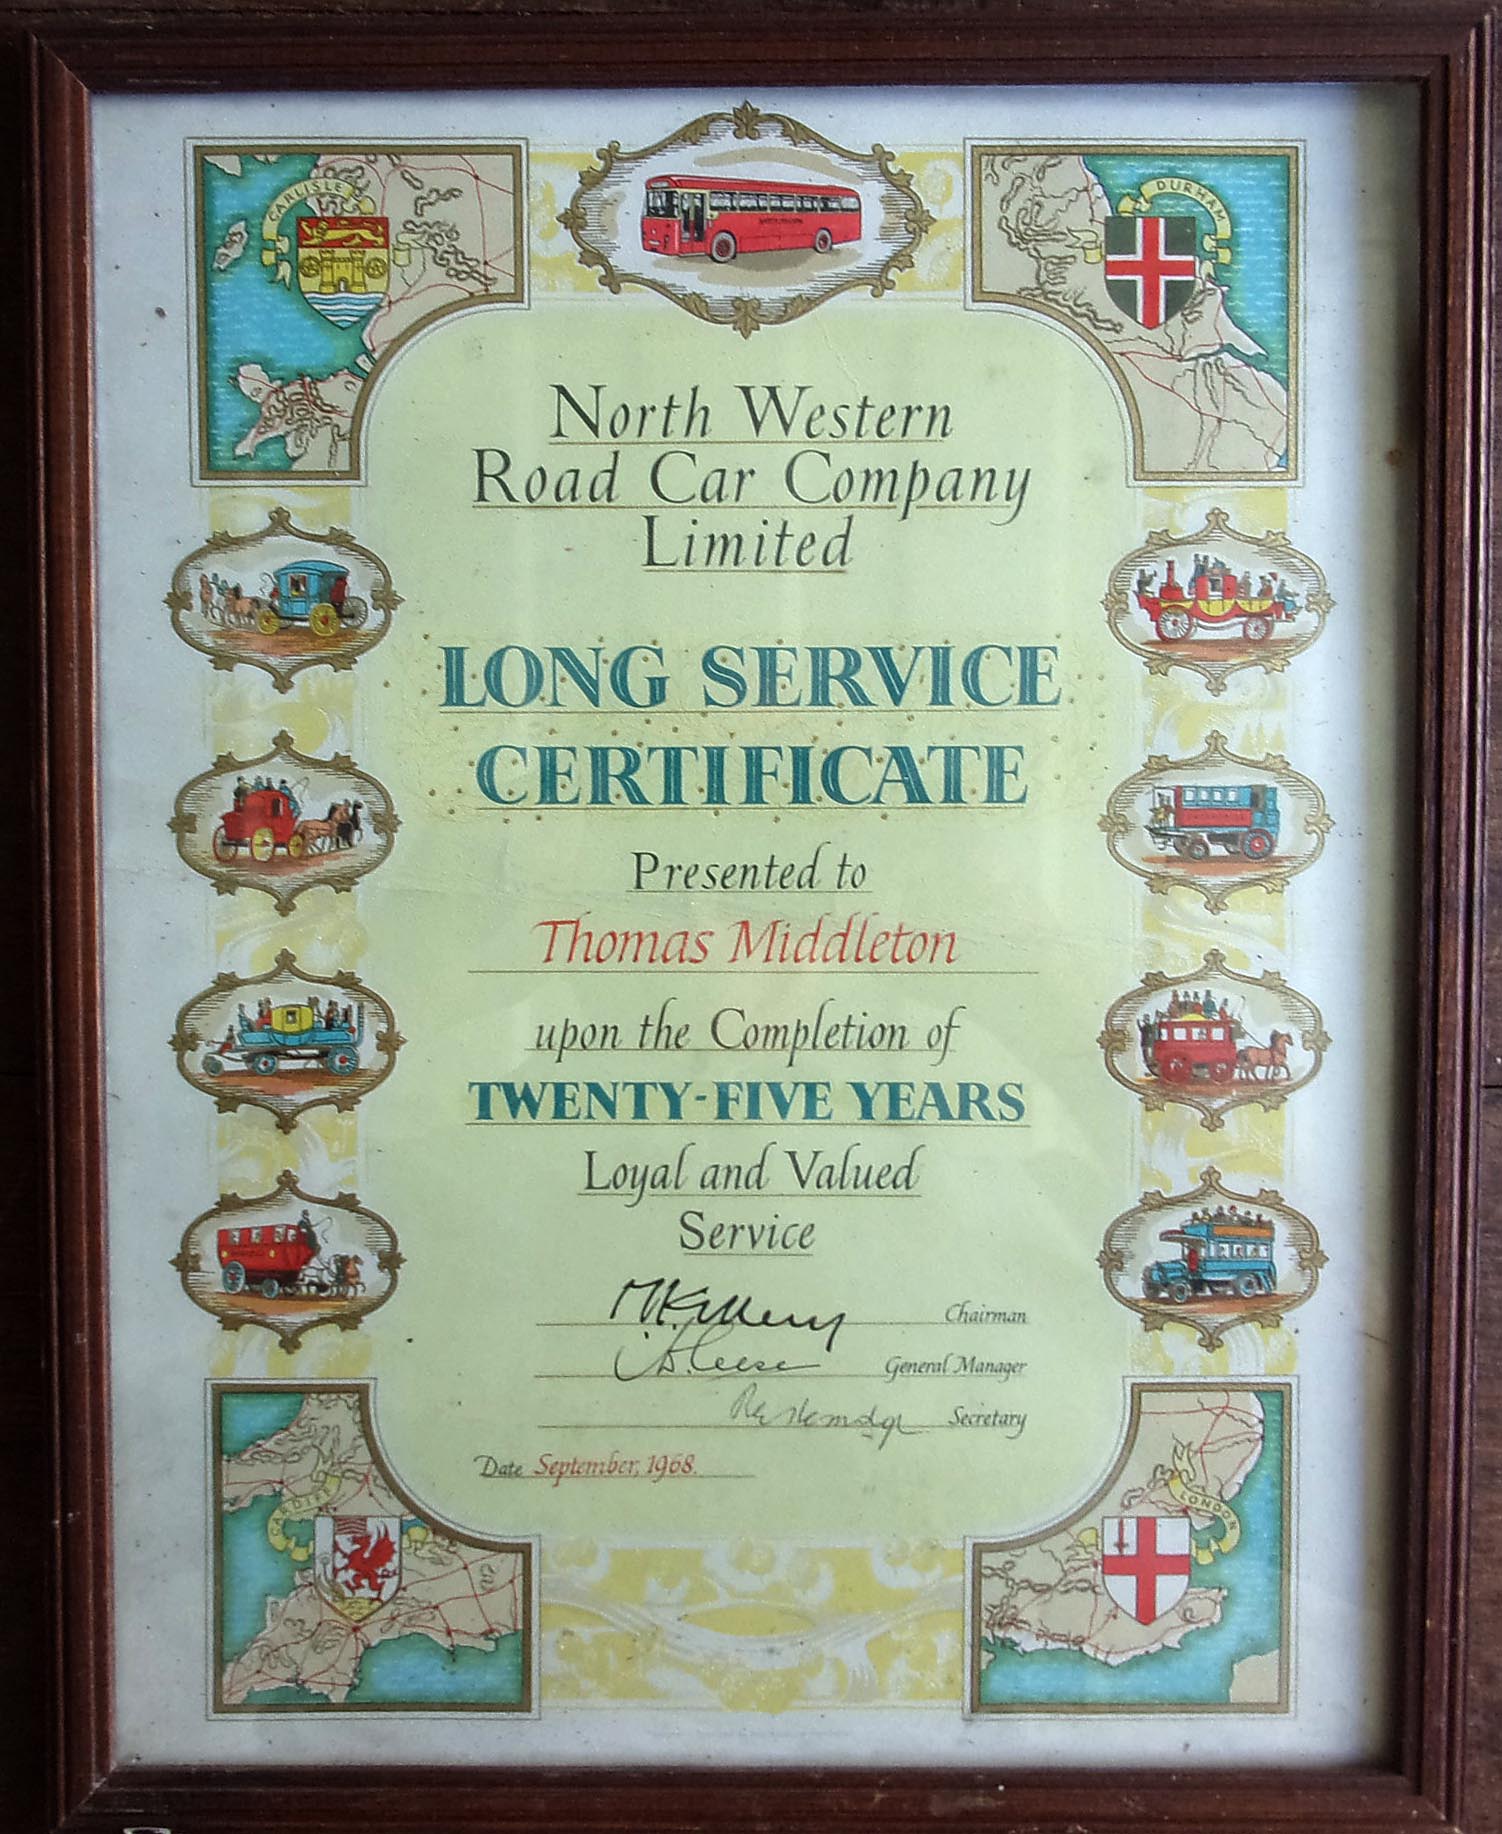 CARLISLE
DURHAM
North Western
Road Car Company
Limited
LONG SERVICE
CERTIFICATE
Presented to
Thomas Middleton
upon the Completion of
TWENTY-FIVE YEARS
Loyal and Valued
Service
Chairman
General Manager
Secretary
Date September, 1968.
CARDIFF
LONDON